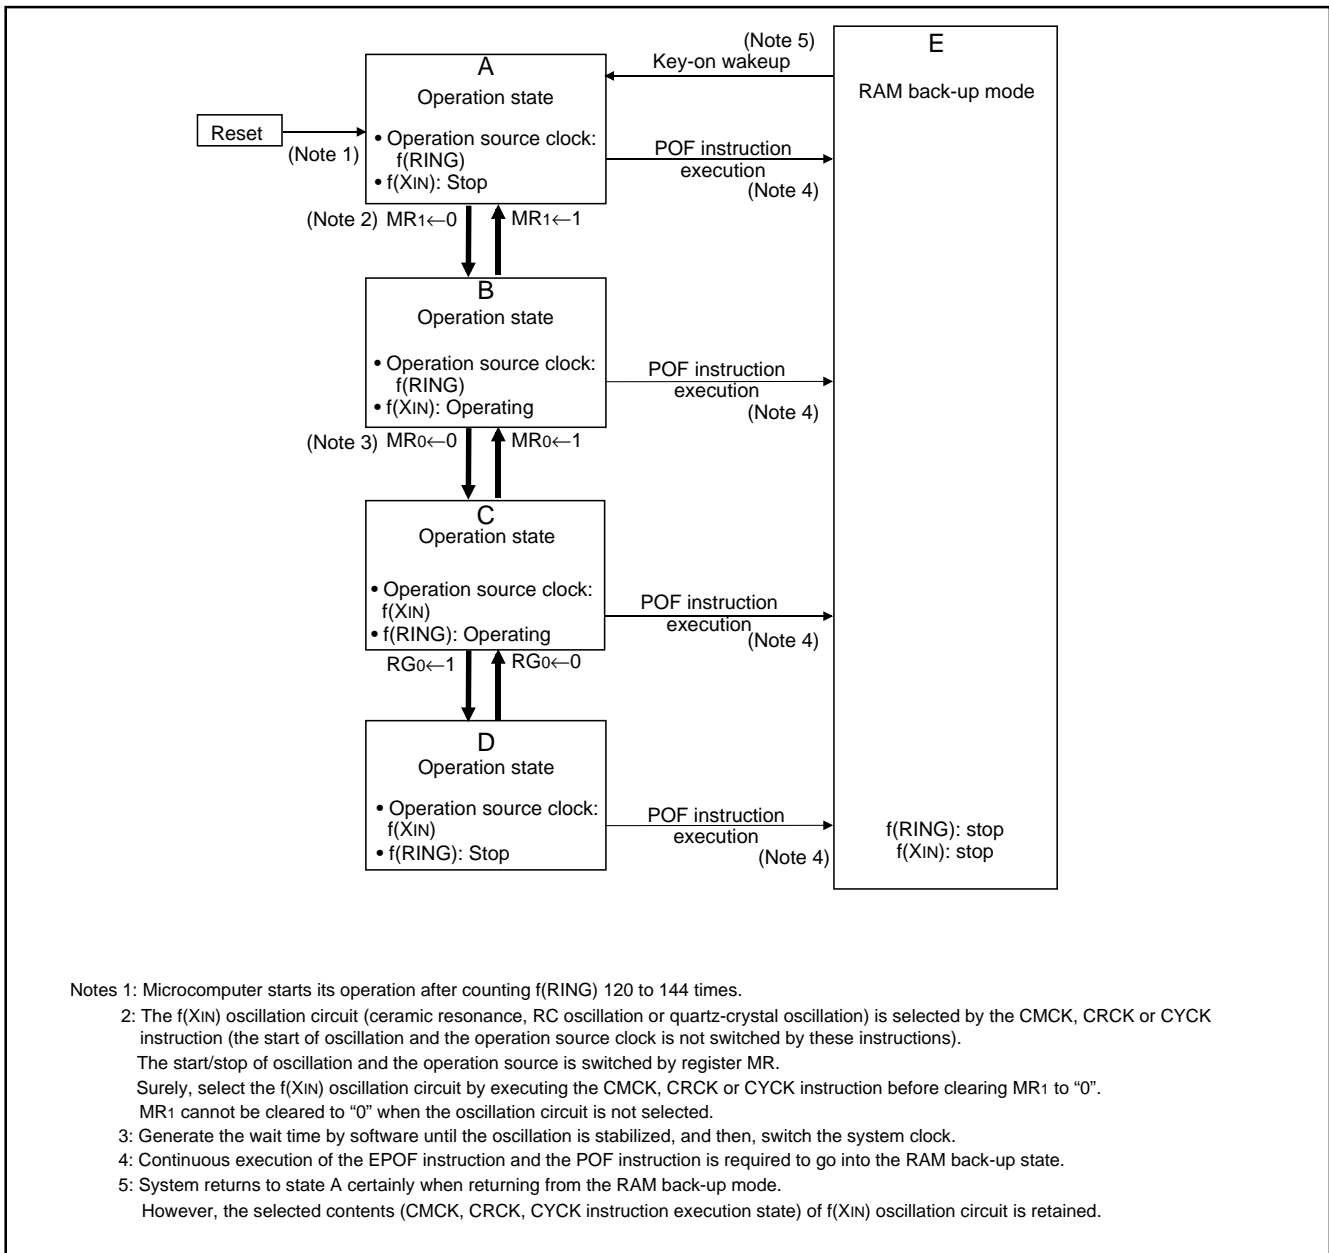 (Note 5)
Key-on wakeup
E
RAM back-up mode
A
Operation state
• Operation source clock:
f(RING)
• f(XIN): Stop
Reset
(Note 1)
POF instruction
execution
(Note 4)
(Note 2) MR1←0
MR1←1
B
Operation state
• Operation source clock:
f(RING)
• f(XIN): Operating
POF instruction
execution
(Note 4)
(Note 3) MR0←0
MR0←1
C
Operation state
• Operation source clock:
f(XIN)
• f(RING): Operating
POF instruction
execution
(Note 4)
RG0←1
RG0←0
D
Operation state
• Operation source clock:
f(XIN)
• f(RING): Stop
POF instruction
execution
(Note 4)
f(RING): stop
f(XIN): stop
Notes 1: Microcomputer starts its operation after counting f(RING) 120 to 144 times.
2: The f(XIN) oscillation circuit (ceramic resonance, RC oscillation or quartz-crystal oscillation) is selected by the CMCK, CRCK or CYCK
instruction (the start of oscillation and the operation source clock is not switched by these instructions).
The start/stop of oscillation and the operation source is switched by register MR.
Surely, select the f(XIN) oscillation circuit by executing the CMCK, CRCK or CYCK instruction before clearing MR1 to “0”.
MR1 cannot be cleared to “0” when the oscillation circuit is not selected.
3: Generate the wait time by software until the oscillation is stabilized, and then, switch the system clock.
4: Continuous execution of the EPOF instruction and the POF instruction is required to go into the RAM back-up state.
5: System returns to state A certainly when returning from the RAM back-up mode.
However, the selected contents (CMCK, CRCK, CYCK instruction execution state) of f(XIN) oscillation circuit is retained.